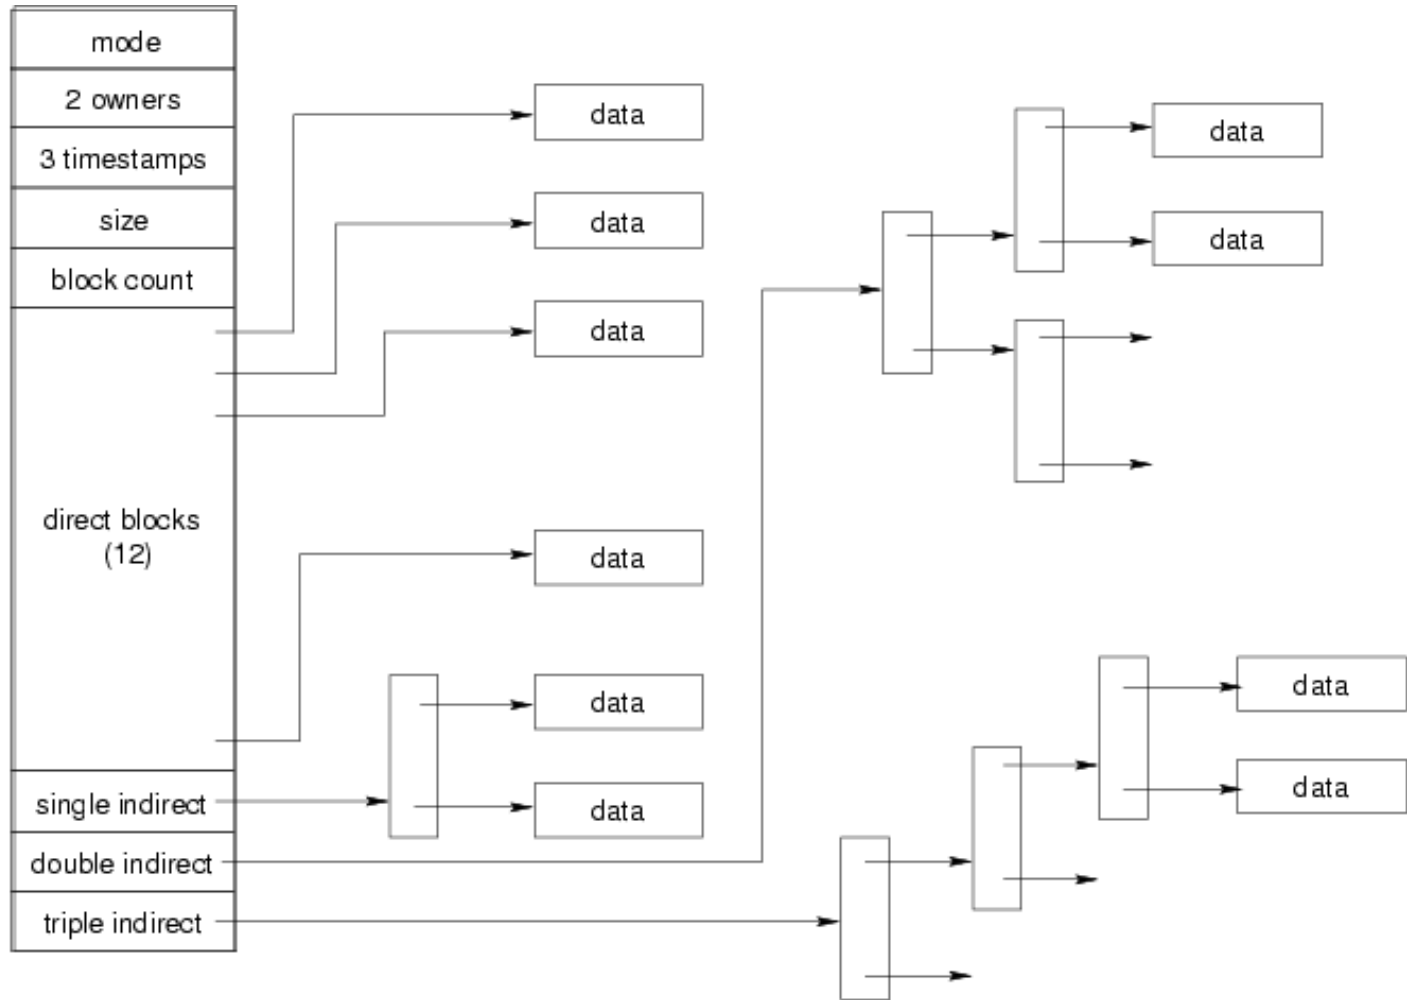 mode
2 owners
3 timestamps
size
block count
direct blocks
(12)
single indirect
double indirect
triple indirect
data
data
data
data
data
data
data
data
data
data